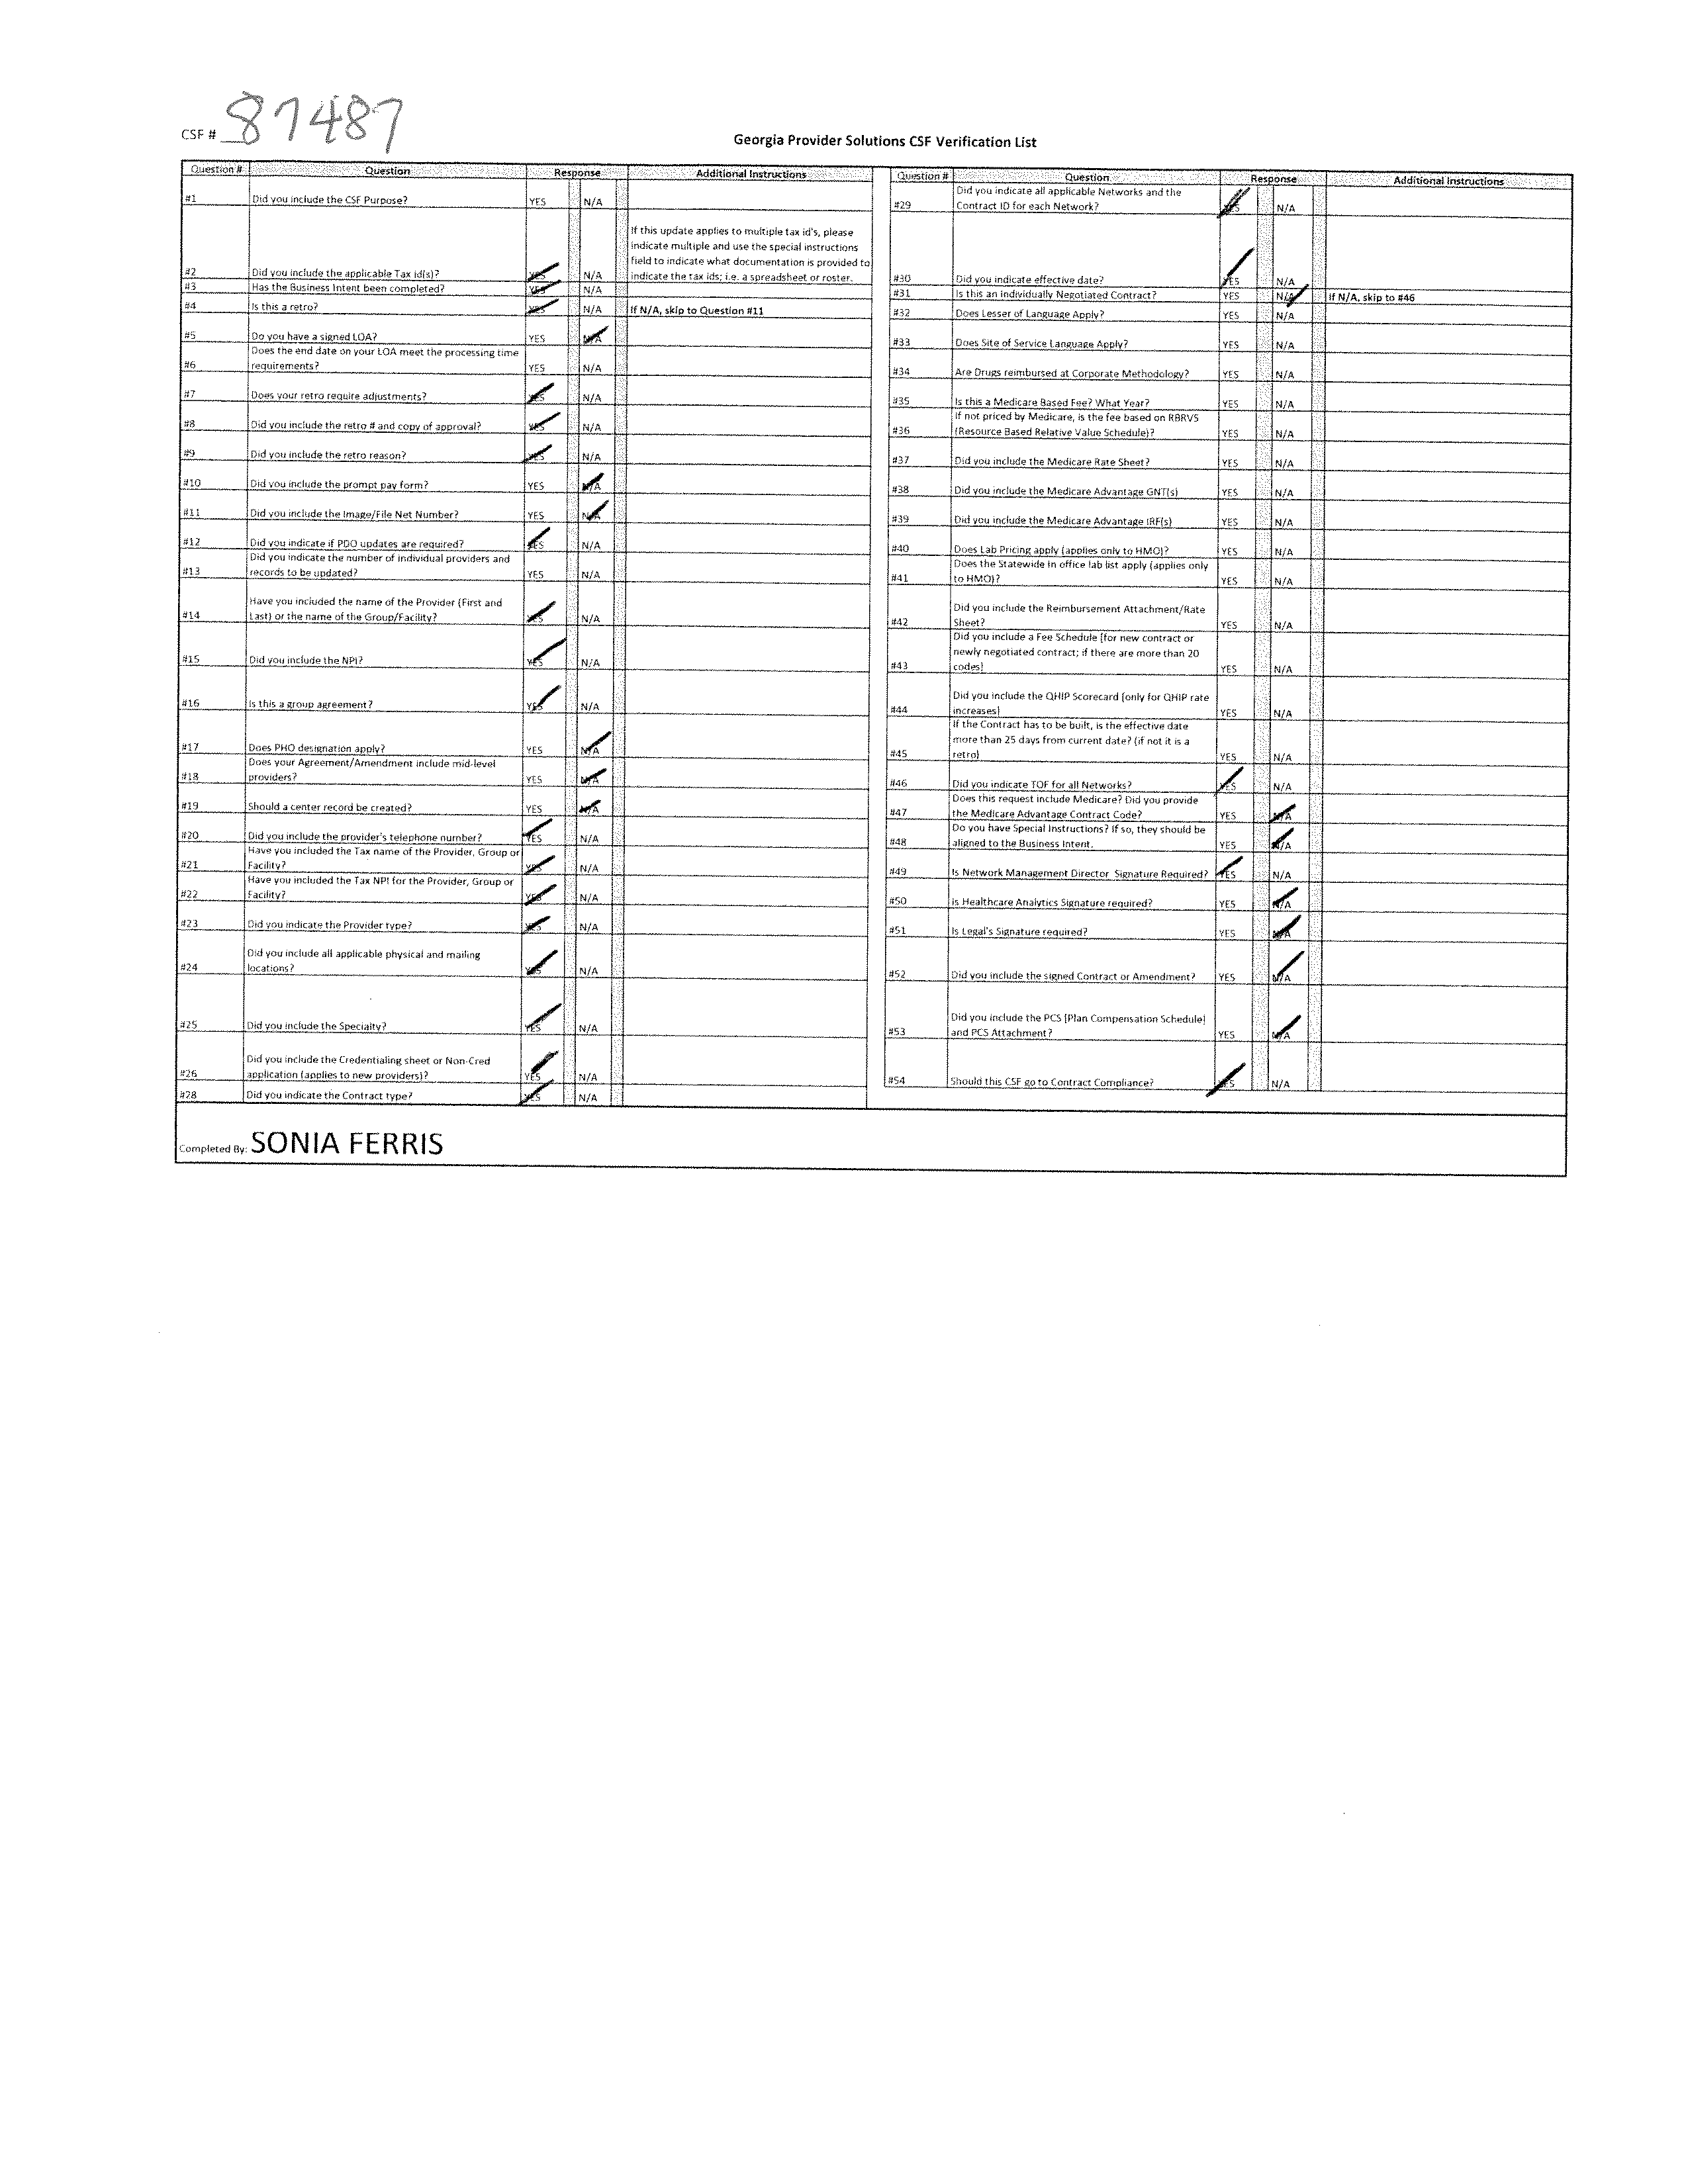 CSF # 87487
Georgia Provider Solutions CSF Verification List
Question # Question Response Additional Instructions
#1 Did you include the CSF Purpose? YES N/A
If this update applies to multiple tax id's, please
indicate multiple and use the special instructions
field to indicate what documentation is provided to
#2 Did you include the applicable Tax id(s)? YES N/A indicate the tax ids; i.e. a spreadsheet or roster.
#3 Has the Business Intent been completed? YES N/A
#4 Is this a retro? YES N/A If N/A, skip to Question #11
#5 Do you have a signed LOA? YES N/A
Does the end date on your LOA meet the processing time
#6 requirements? YES N/A
#7 Does your retro require adjustments? YES N/A
#8 Did you include the retro # and copy of approval? YES N/A
#9 Did you include the retro reason? YES N/A
#10 Did you include the prompt pay form? YES N/A
#11 Did you include the Image/File Net Number? YES N/A
#12 Did you indicate if PDO updates are required? YES N/A
Did you indicate the number of individual providers and
#13 records to be updated? YES N/A
Have you included the name of the Provider (First and
#14 Last) or the name of the Group/Facility? YES N/A
#15 Did you include the NPI? YES N/A
#16 Is this a group agreement? YES N/A
#17 Does PHO designation apply? YES N/A
Does your Agreement/Amendment include mid-level
#18 providers? YES N/A
#19 Should a center record be created? YES N/A
#20 Did you include the provider's telephone number? YES N/A
Have you included the Tax name of the Provider, Group or
#21 Facility? YES N/A
Have you included the Tax NPI for the Provider, Group or
#22 Facility? YES N/A
#23 Did you indicate the Provider type? YES N/A
Did you include all applicable physical and mailing
#24 locations? YES N/A
#25 Did you include the Specialty? YES N/A
Did you include the Credentialing sheet or Non-Cred
#26 application (applies to new providers)? YES N/A
#28 Did you indicate the Contract type? YES N/A
Question # Question Response Additional Instructions
Did you indicate all applicable Networks and the
#29 Contract ID for each Network? YES N/A
#30 Did you indicate effective date? YES N/A
#31 Is this an individually Negotiated Contract? YES N/A If N/A, skip to #46
#32 Does Lesser of Language Apply? YES N/A
#33 Does Site of Service Language Apply? YES N/A
#34 Are Drugs reimbursed at Corporate Methodology? YES N/A
#35 Is this a Medicare Based Fee? What Year? YES N/A
If not priced by Medicare, is the fee based on RBRVS
#36 (Resource Based Relative Value Schedule)? YES N/A
#37 Did you include the Medicare Rate Sheet? YES N/A
#38 Did you include the Medicare Advantage GNT(s) YES N/A
#39 Did you include the Medicare Advantage IRF(s) YES N/A
#40 Does Lab Pricing apply (applies only to HMO)? YES N/A
Does the Statewide in office lab list apply (applies only
#41 to HMO)? YES N/A
Did you include the Reimbursement Attachment/Rate
#42 Sheet? YES N/A
Did you include a Fee Schedule (for new contract or
newly negotiated contract; if there are more than 20
#43 codes) YES N/A
Did you include the QHIP Scorecard (only for QHIP rate
#44 increases) YES N/A
If the Contract has to be built, is the effective date
more than 25 days from current date? (if not it is a
#45 retro) YES N/A
#46 Did you indicate TOF for all Networks? YES N/A
Does this request include Medicare? Did you provide
#47 the Medicare Advantage Contract Code? YES N/A
Do you have Special Instructions? If so, they should be
#48 aligned to the Business Intent. YES N/A
#49 Is Network Management Director Signature Required? YES N/A
#50 Is Healthcare Analytics Signature required? YES N/A
#51 Is Legal's Signature required? YES N/A
#52 Did you include the signed Contract or Amendment? YES N/A
Did you include the PCS (Plan Compensation Schedule)
#53 and PCS Attachment? YES N/A
#54 Should this CSF go to Contract Compliance? YES N/A
Completed By: SONIA FERRIS